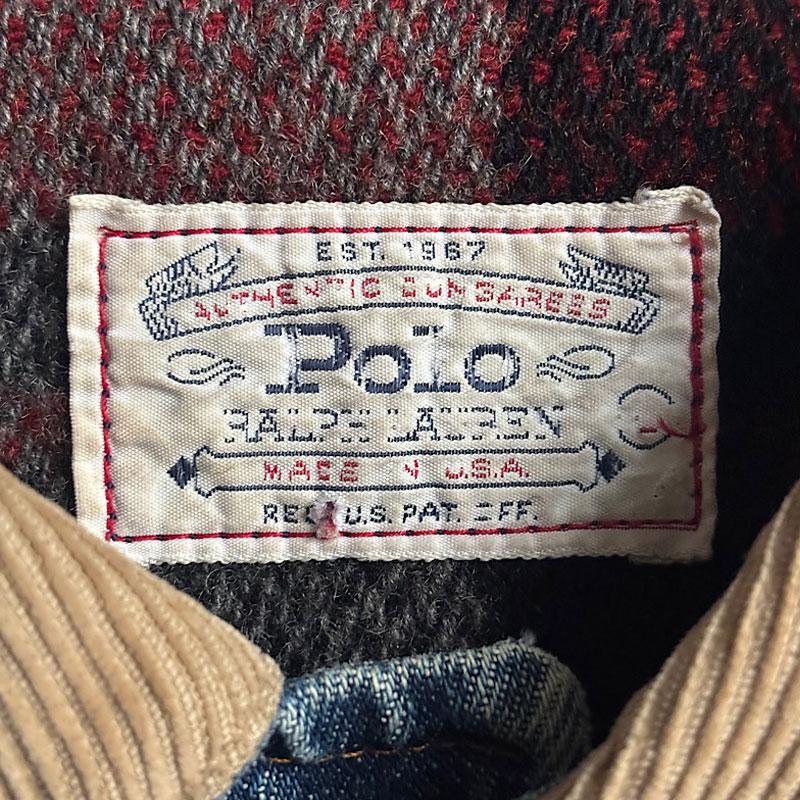 EST. 1967
AUTHENTIC DUNGAREES
Polo
RALPH LAUREN
MADE IN U.S.A.
REG. U.S. PAT. OFF.